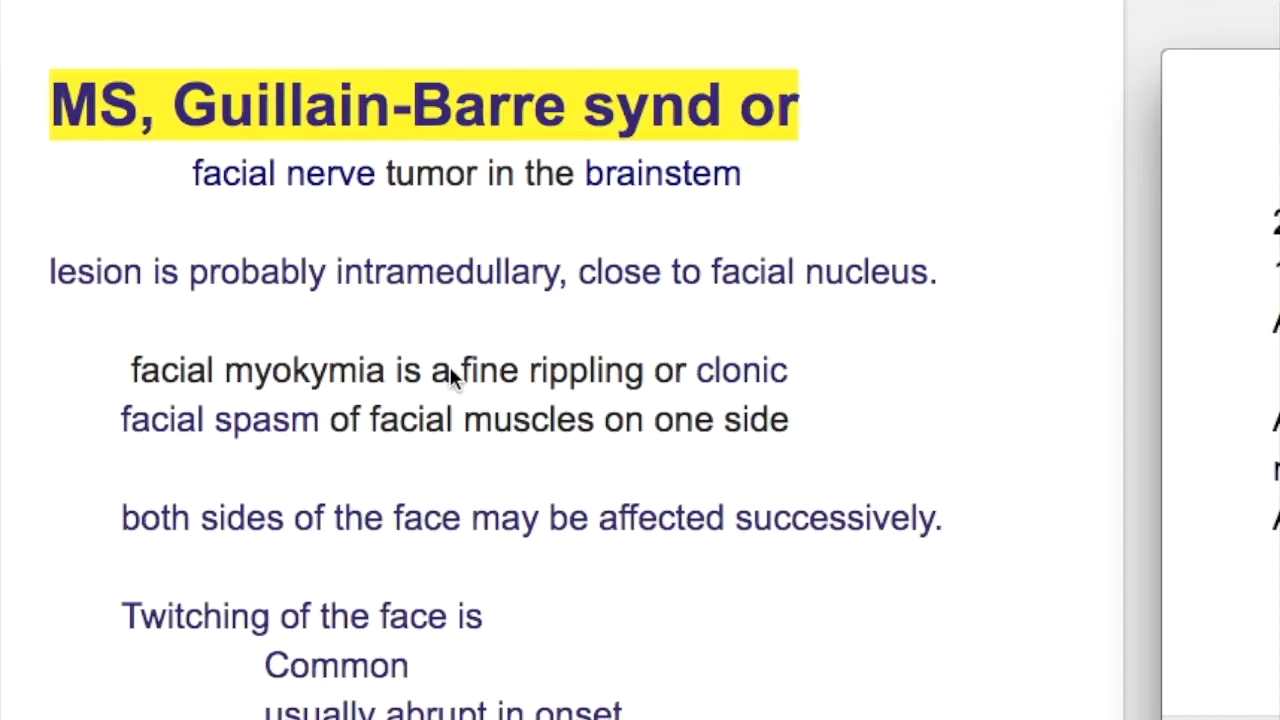 MS, Guillain-Barre synd or
facial nerve tumor in the brainstem
lesion is probably intramedullary, close to facial nucleus.
facial myokymia is a fine rippling or clonic
facial spasm of facial muscles on one side
both sides of the face may be affected successively.
Twitching of the face is
Common
usually abrupt in onset